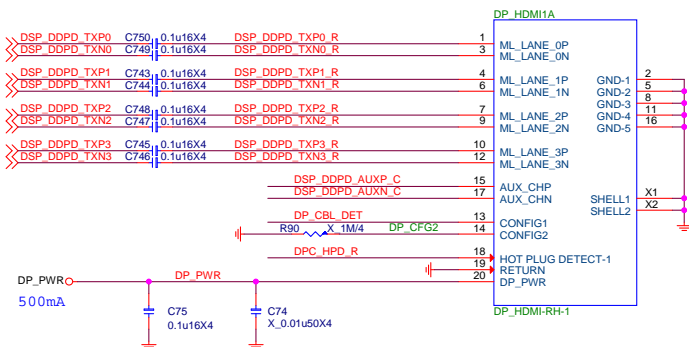 DP_HDMI1A
DSP_DDPD_TXP0 C750 0.1u16X4 DSP_DDPD_TXP0_R 1 ML_LANE_0P
DSP_DDPD_TXN0 C749 0.1u16X4 DSP_DDPD_TXN0_R 3 ML_LANE_0N
DSP_DDPD_TXP1 C743 0.1u16X4 DSP_DDPD_TXP1_R 4 ML_LANE_1P GND-1 2
DSP_DDPD_TXN1 C744 0.1u16X4 DSP_DDPD_TXN1_R 6 ML_LANE_1N GND-2 5
GND-3 8
DSP_DDPD_TXP2 C748 0.1u16X4 DSP_DDPD_TXP2_R 7 ML_LANE_2P GND-4 11
DSP_DDPD_TXN2 C747 0.1u16X4 DSP_DDPD_TXN2_R 9 ML_LANE_2N GND-5 16
DSP_DDPD_TXP3 C745 0.1u16X4 DSP_DDPD_TXP3_R 10 ML_LANE_3P
DSP_DDPD_TXN3 C746 0.1u16X4 DSP_DDPD_TXN3_R 12 ML_LANE_3N
DSP_DDPD_AUXP_C 15 AUX_CHP
DSP_DDPD_AUXN_C 17 AUX_CHN SHELL1 X1
SHELL2 X2
DP_CBL_DET 13 CONFIG1
R90 X_1M/4 DP_CFG2 14 CONFIG2
DPC_HPD_R 18 HOT PLUG DETECT-1
19 RETURN
DP_PWR DP_PWR 20 DP_PWR
500mA
DP_HDMI-RH-1
C75 C74
0.1u16X4 X_0.01u50X4